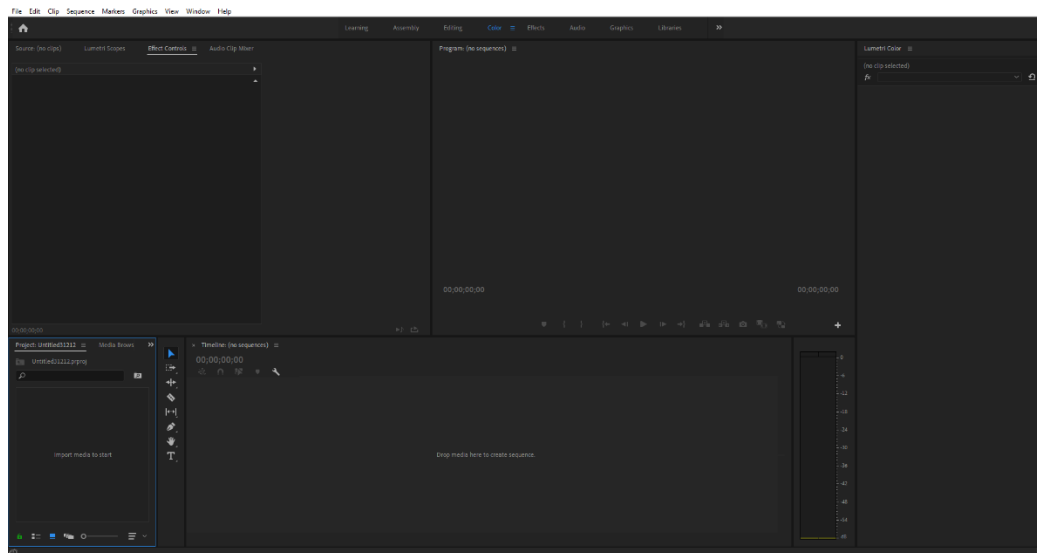 File Edit Clip Sequence Markers Graphics View Window Help
Learning Assembly Editing Color Effects Audio Graphics Libraries
Source: (no clips) Lumetri Scopes Effect Controls Audio Clip Mixer
Program: (no sequences)
Lumetri Color
(no clip selected)
(no clip selected)
fx
00;00;00;00
00;00;00;00
00;00;00;00
Project: Untitled31212 Media Brows
Timeline: (no sequences)
Untitled31212.prproj
00;00;00;00
Import media to start
Drop media here to create sequence.
T
0
-6
-12
-18
-24
-30
-36
-42
-48
-54
dB